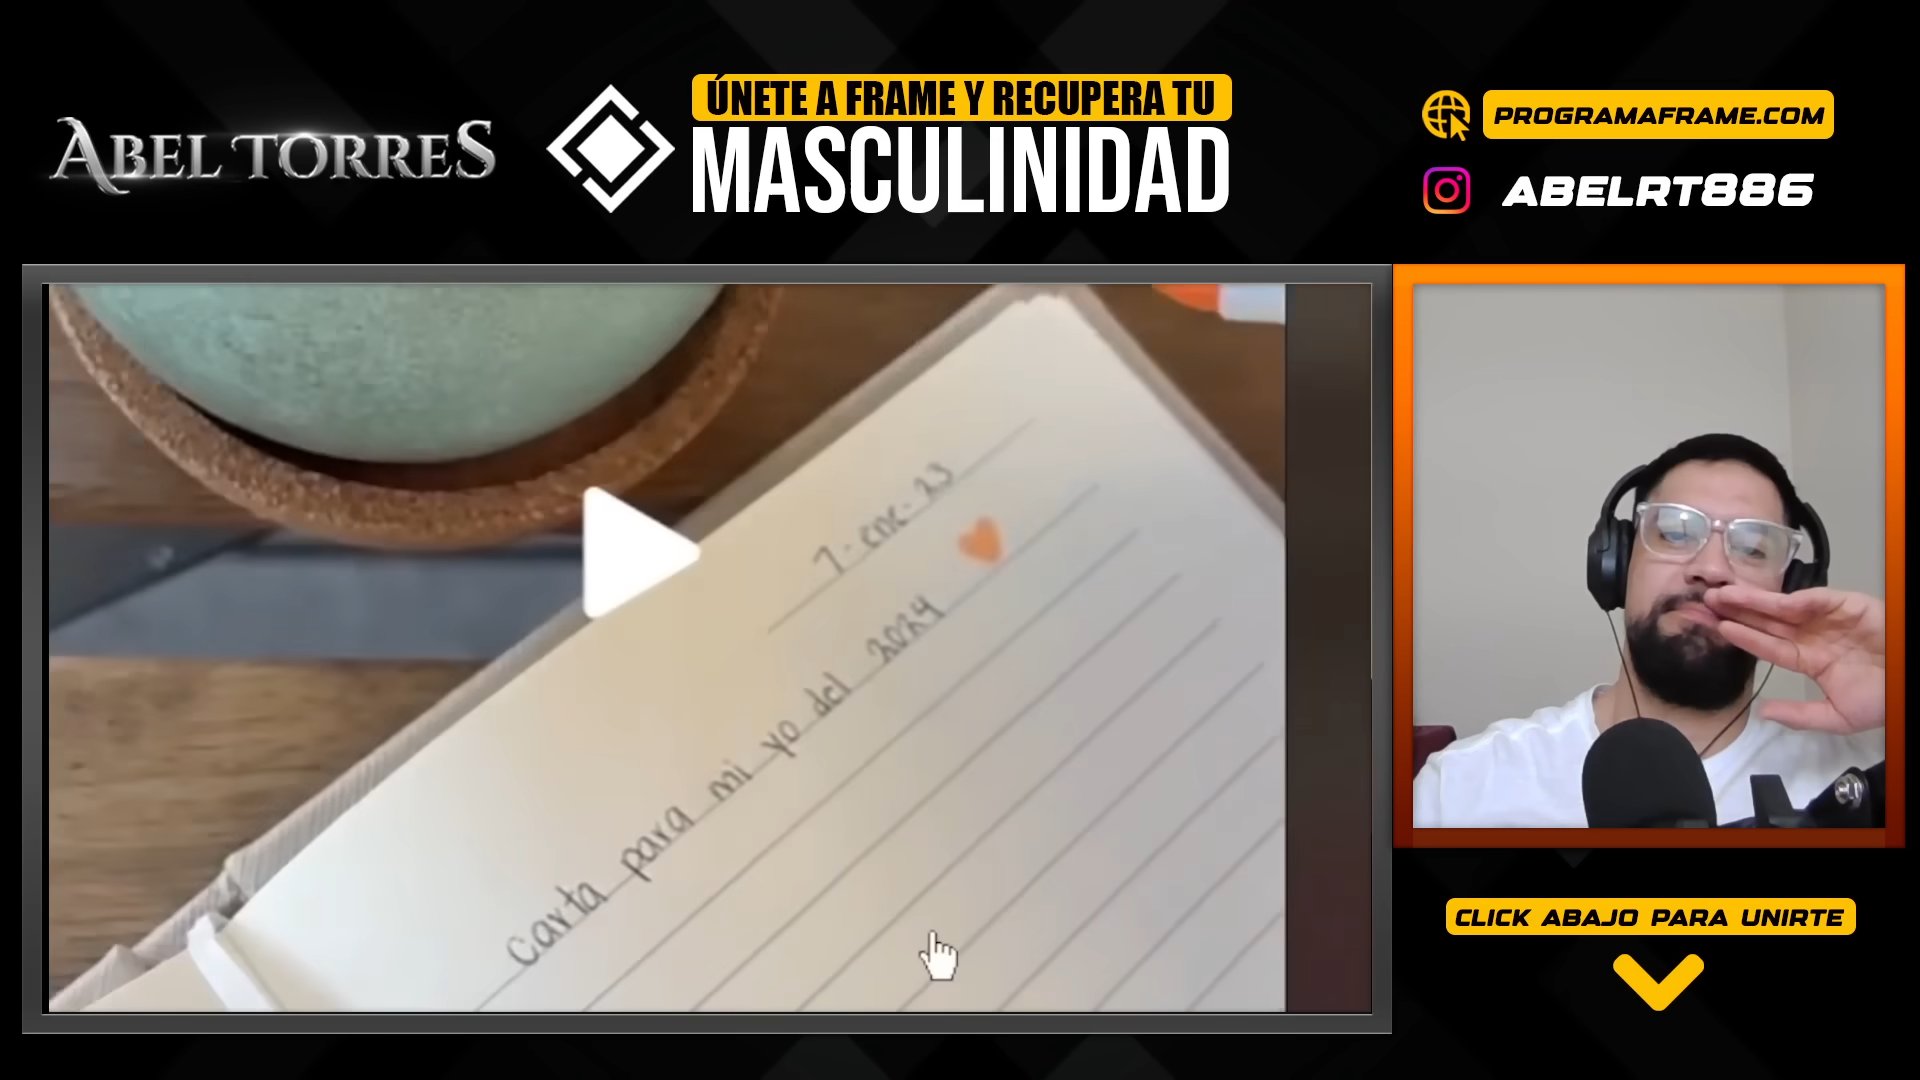 ABEL TORRES
ÚNETE A FRAME Y RECUPERA TU
MASCULINIDAD
PROGRAMAFRAME.COM
ABELRT886
7-ene-23
Carta para mi yo del 2024
CLICK ABAJO PARA UNIRTE